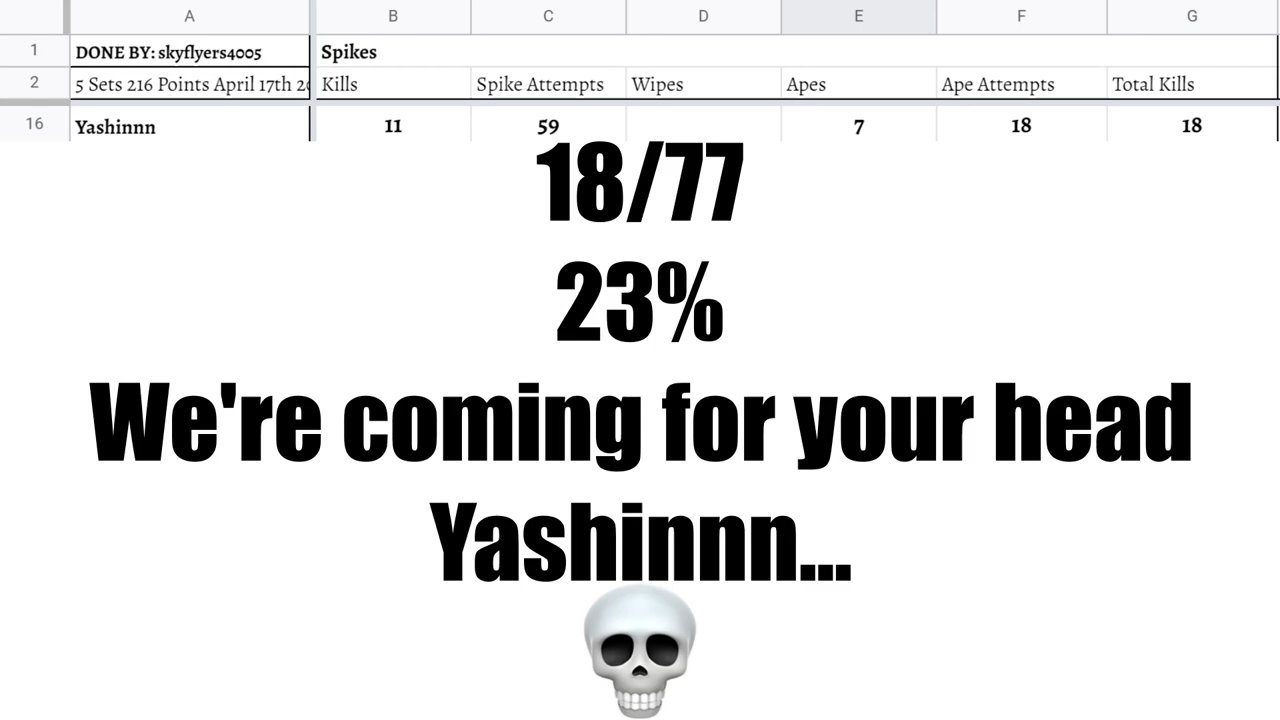 A B C D E F G
1 DONE BY: skyflyers4005 Spikes
2 5 Sets 216 Points April 17th 20 Kills Spike Attempts Wipes Apes Ape Attempts Total Kills
16 Yashinnn 11 59 7 18 18
18/77
23%
We're coming for your head
Yashinnn...